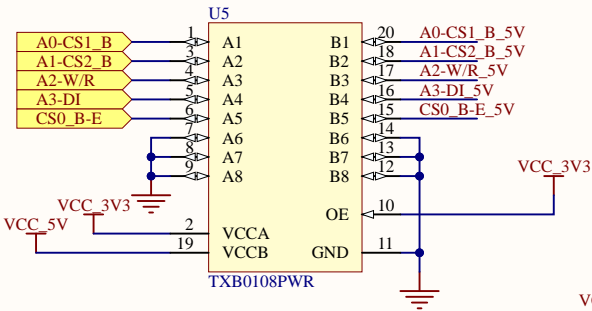 U5
A0-CS1_B 1 A1 B1 20 A0-CS1_B_5V
A1-CS2_B 3 A2 B2 18 A1-CS2_B_5V
A2-W/R 4 A3 B3 17 A2-W/R_5V
A3-DI 5 A4 B4 16 A3-DI_5V
CS0_B-E 6 A5 B5 15 CS0_B-E_5V
7 A6 B6 14
8 A7 B7 13
9 A8 B8 12
VCC_3V3
OE 10
VCC_3V3
2 VCCA
VCC_5V
19 VCCB GND 11
TXB0108PWR